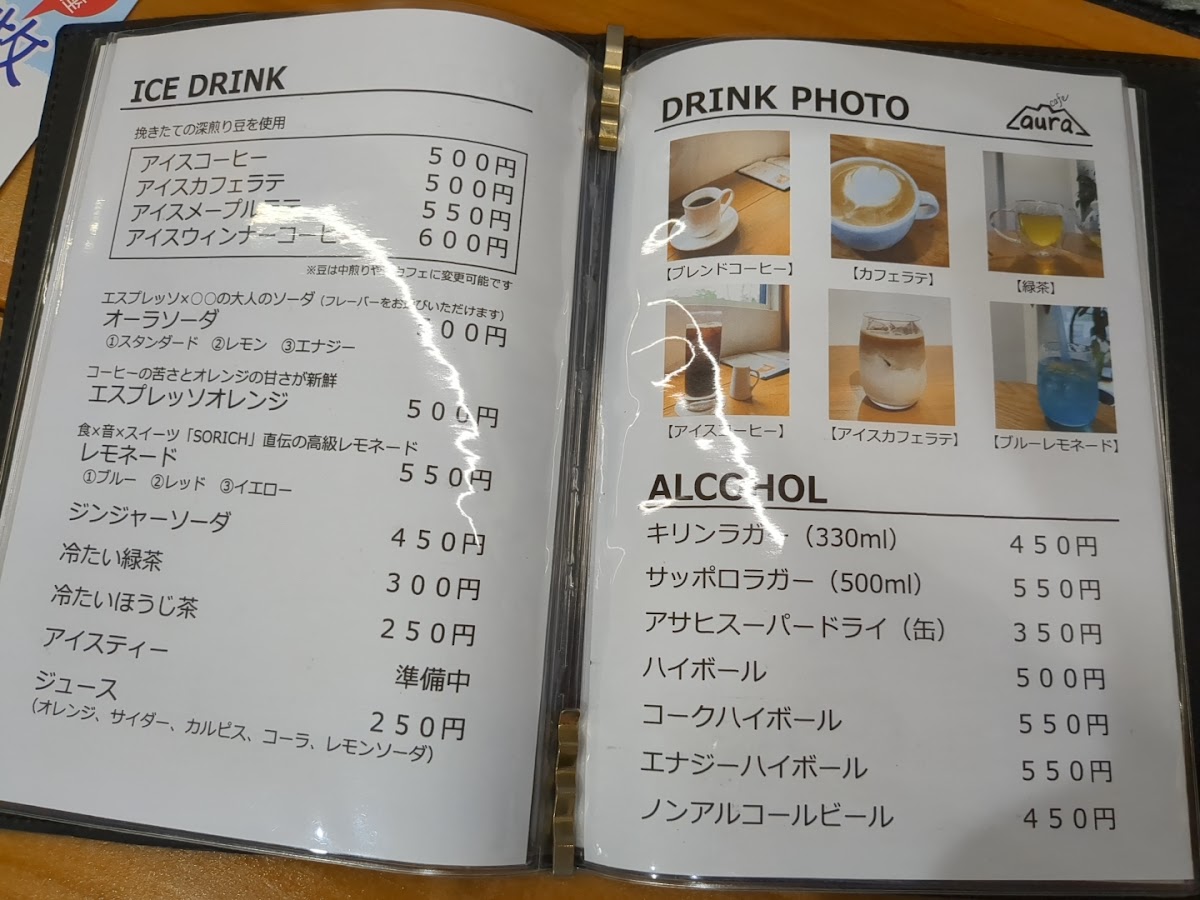 ICE DRINK
挽きたての深煎り豆を使用
アイスコーヒー 500円
アイスカフェラテ 500円
アイスメープルラテ 550円
アイスウィンナーコーヒー 600円
※豆は中煎りや カフェに変更可能です
エスプレッソ×○○の大人のソーダ（フレーバーをお選びいただけます）
オーラソーダ 00円
①スタンダード ②レモン ③エナジー
コーヒーの苦さとオレンジの甘さが新鮮
エスプレッソオレンジ 500円
食×音×スイーツ「SORICH」直伝の高級レモネード
レモネード 550円
①ブルー ②レッド ③イエロー
ジンジャーソーダ 450円
冷たい緑茶 300円
冷たいほうじ茶 250円
アイスティー 準備中
ジュース 250円
（オレンジ、サイダー、カルピス、コーラ、レモンソーダ）
DRINK PHOTO
cafe
aura
【ブレンドコーヒー】
【カフェラテ】
【緑茶】
【アイスコーヒー】
【アイスカフェラテ】
【ブルーレモネード】
ALCOHOL
キリンラガー（330ml） 450円
サッポロラガー（500ml） 550円
アサヒスーパードライ（缶） 350円
ハイボール 500円
コークハイボール 550円
エナジーハイボール 550円
ノンアルコールビール 450円